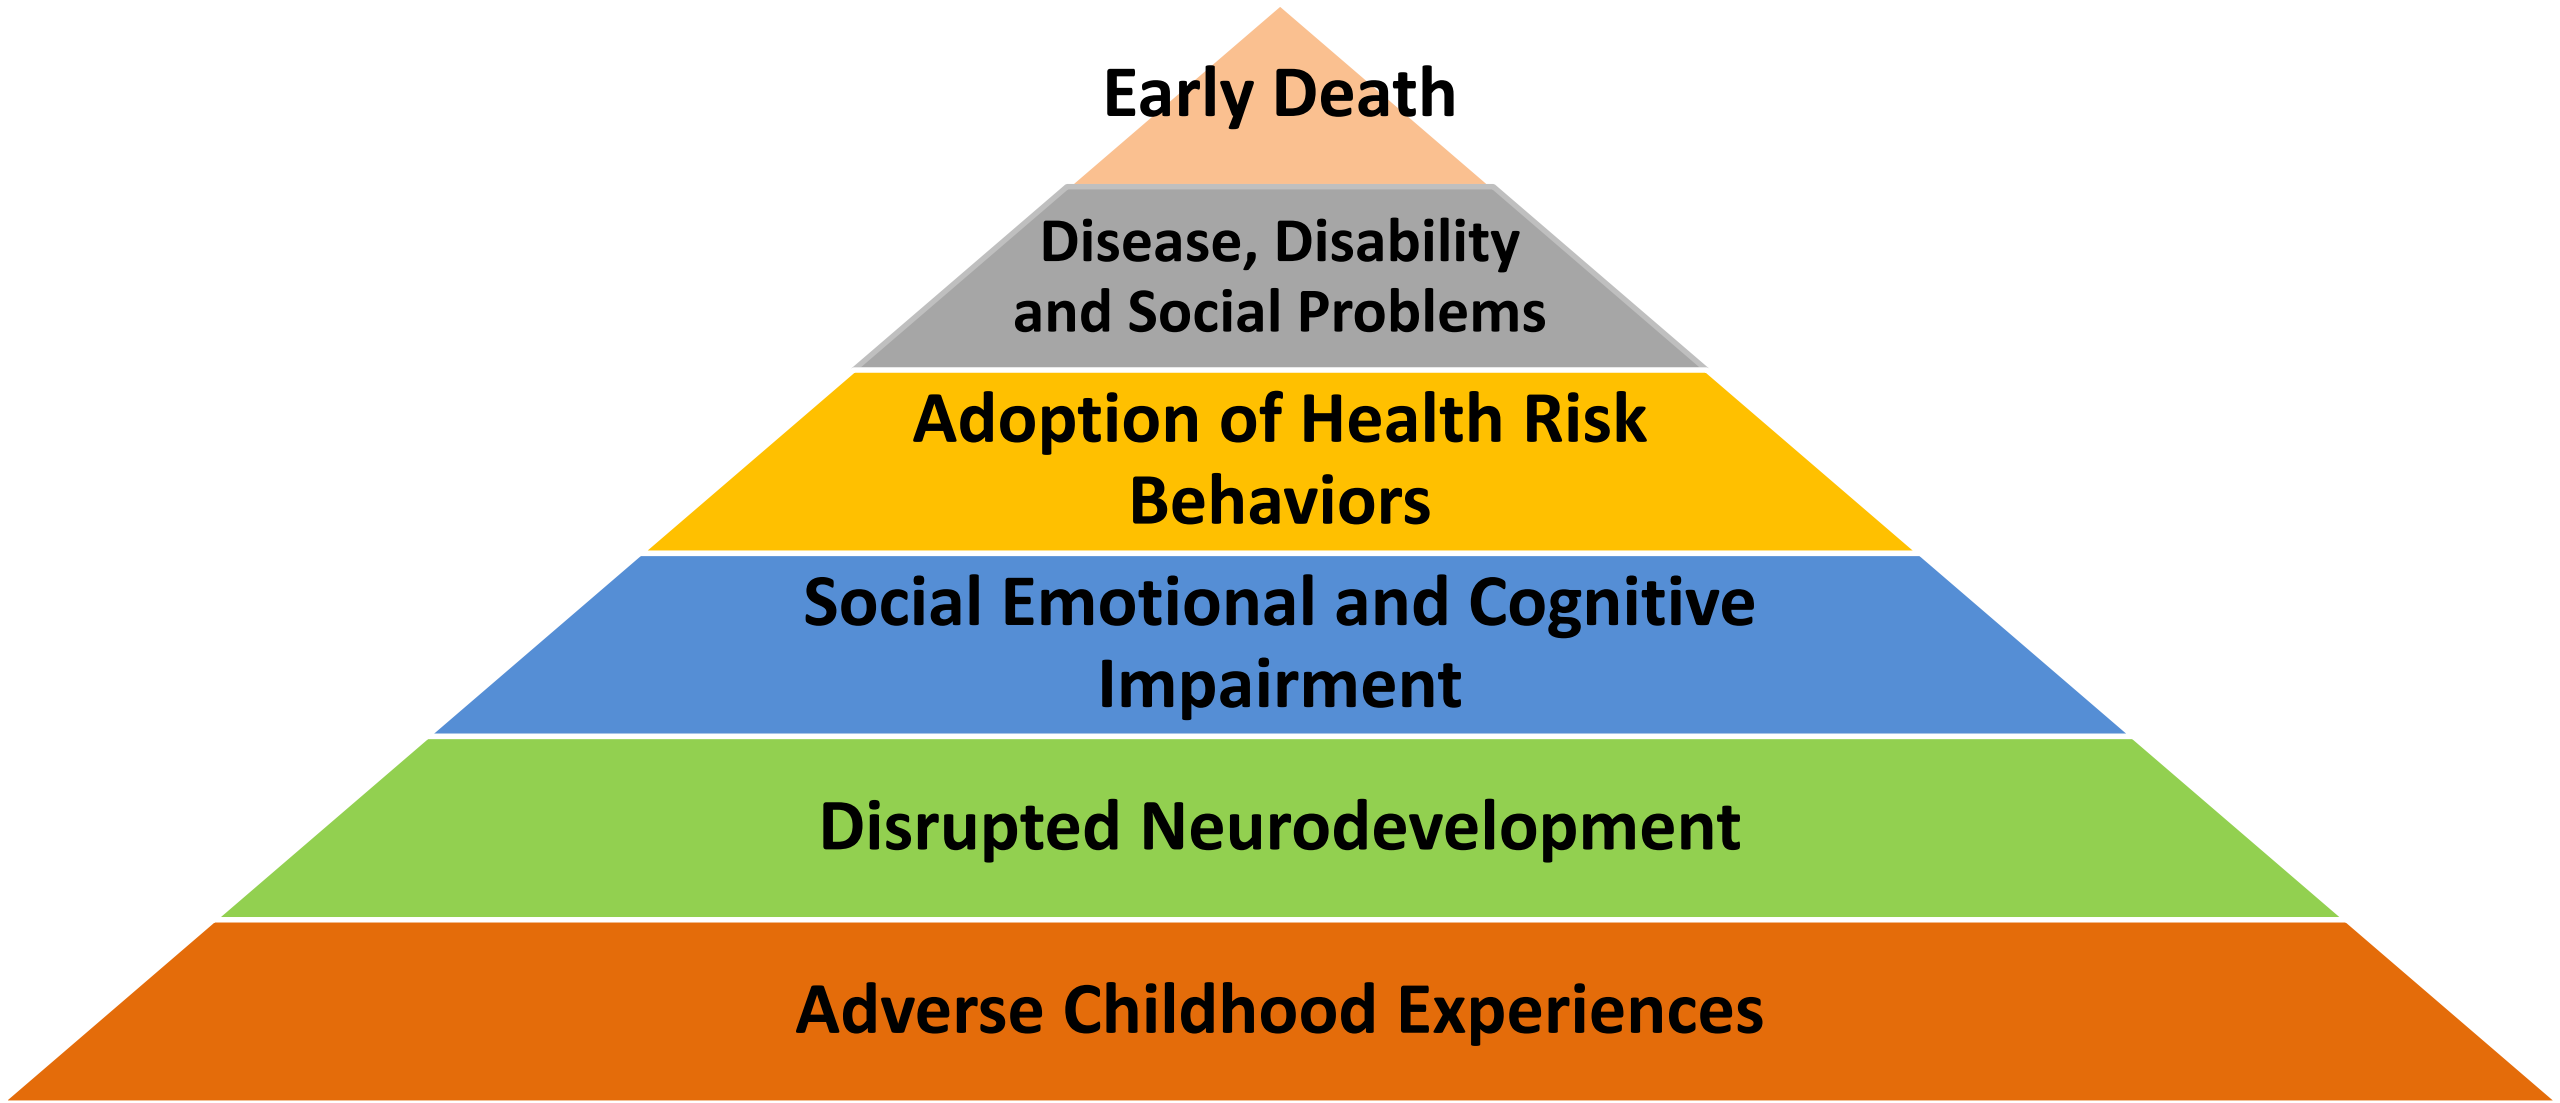 Early Death
Disease, Disability
and Social Problems
Adoption of Health Risk
Behaviors
Social Emotional and Cognitive
Impairment
Disrupted Neurodevelopment
Adverse Childhood Experiences